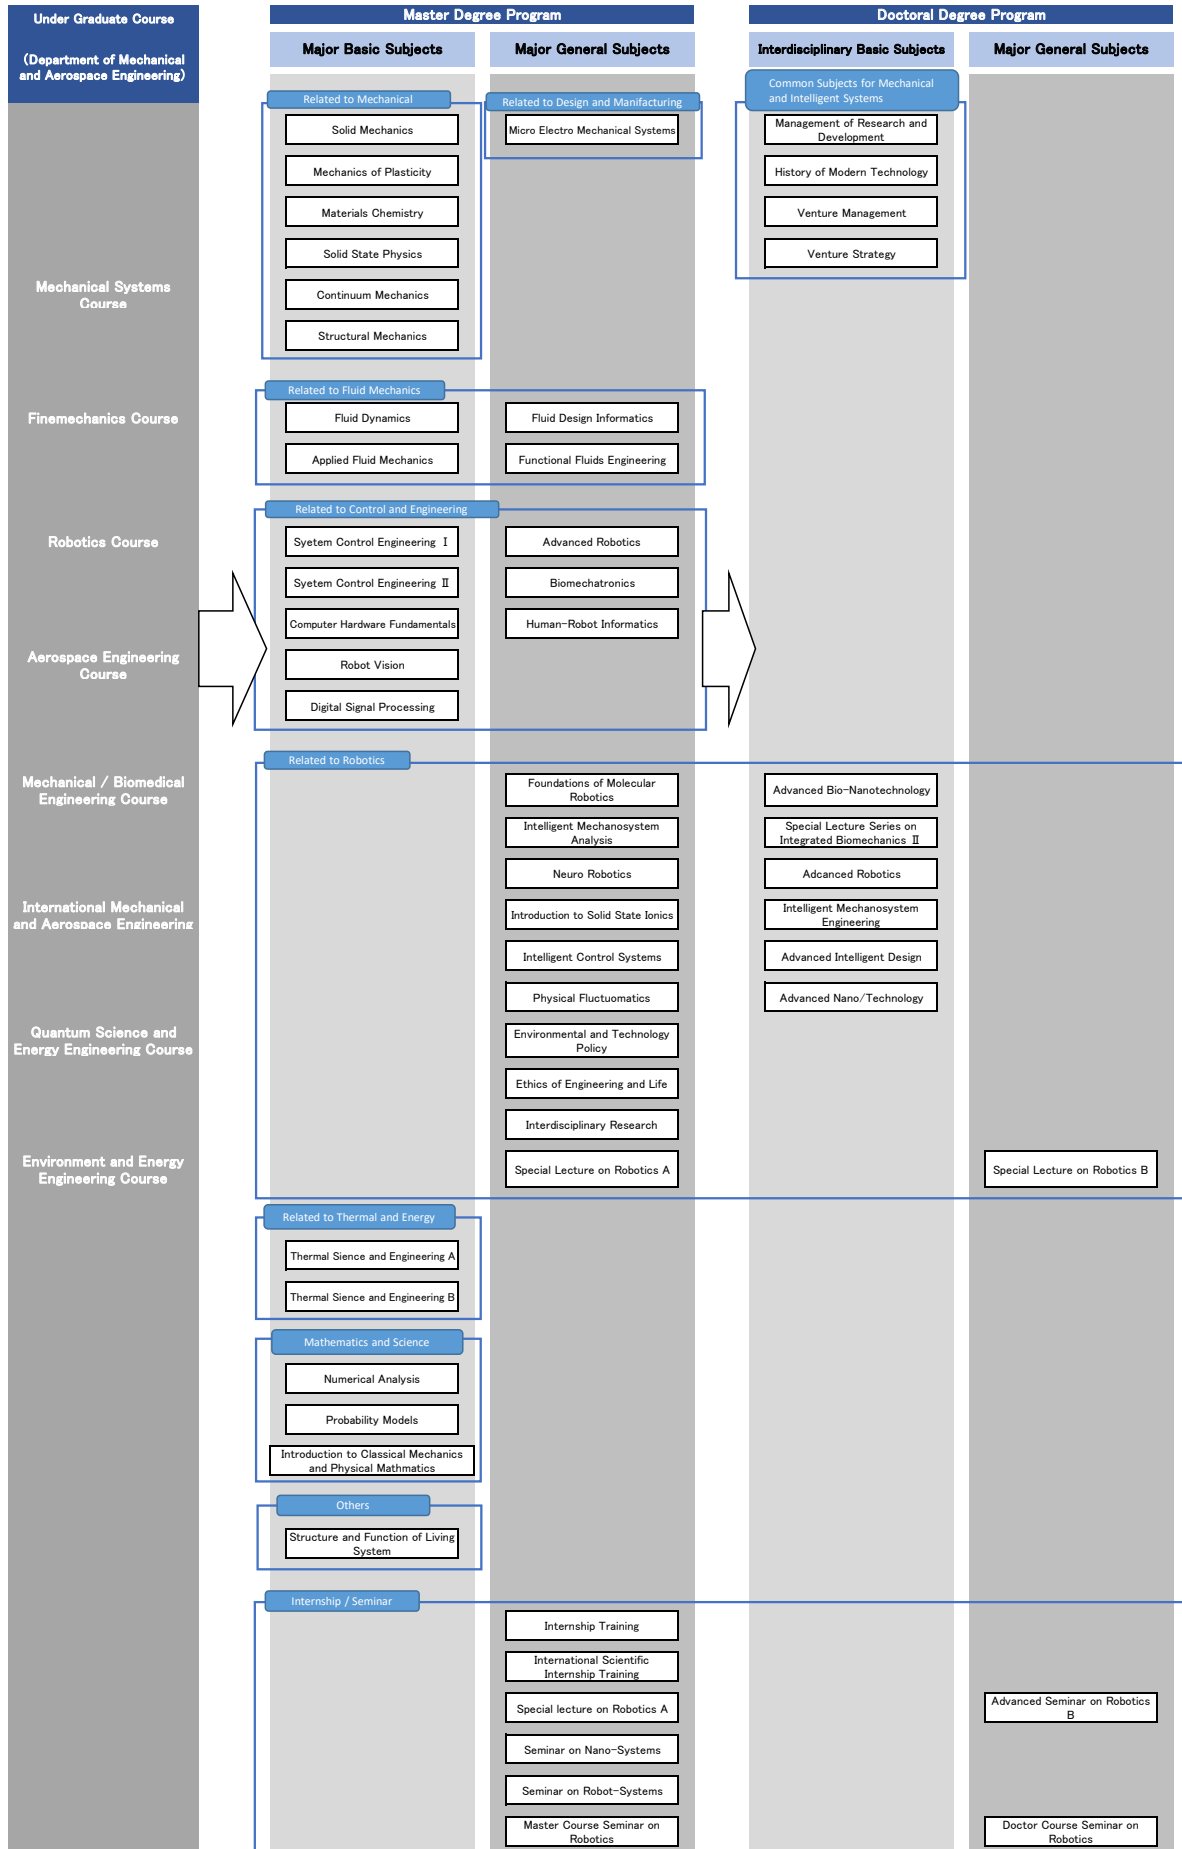 Under Graduate Course
(Department of Mechanical
and Aerospace Engineering)
Mechanical Systems
Course
Finemechanics Course
Robotics Course
Aerospace Engineering
Course
Mechanical / Biomedical
Engineering Course
International Mechanical
and Aerospace Engineering
Quantum Science and
Energy Engineering Course
Environment and Energy
Engineering Course
Master Degree Program
Major Basic Subjects
Major General Subjects
Related to Mechanical
Solid Mechanics
Mechanics of Plasticity
Materials Chemistry
Solid State Physics
Continuum Mechanics
Structural Mechanics
Related to Design and Manifacturing
Micro Electro Mechanical Systems
Related to Fluid Mechanics
Fluid Dynamics
Applied Fluid Mechanics
Fluid Design Informatics
Functional Fluids Engineering
Related to Control and Engineering
Syetem Control Engineering Ⅰ
Syetem Control Engineering Ⅱ
Computer Hardware Fundamentals
Robot Vision
Digital Signal Processing
Advanced Robotics
Biomechatronics
Human-Robot Informatics
Related to Robotics
Foundations of Molecular
Robotics
Intelligent Mechanosystem
Analysis
Neuro Robotics
Introduction to Solid State Ionics
Intelligent Control Systems
Physical Fluctuomatics
Environmental and Technology
Policy
Ethics of Engineering and Life
Interdisciplinary Research
Special Lecture on Robotics A
Related to Thermal and Energy
Thermal Sience and Engineering A
Thermal Sience and Engineering B
Mathematics and Science
Numerical Analysis
Probability Models
Introduction to Classical Mechanics
and Physical Mathmatics
Others
Structure and Function of Living
System
Internship / Seminar
Internship Training
International Scientific
Internship Training
Special lecture on Robotics A
Seminar on Nano-Systems
Seminar on Robot-Systems
Master Course Seminar on
Robotics
Doctoral Degree Program
Interdisciplinary Basic Subjects
Major General Subjects
Common Subjects for Mechanical
and Intelligent Systems
Management of Research and
Development
History of Modern Technology
Venture Management
Venture Strategy
Advanced Bio-Nanotechnology
Special Lecture Series on
Integrated Biomechanics Ⅱ
Adcanced Robotics
Intelligent Mechanosystem
Engineering
Advanced Intelligent Design
Advanced Nano/Technology
Special Lecture on Robotics B
Advanced Seminar on Robotics
B
Doctor Course Seminar on
Robotics